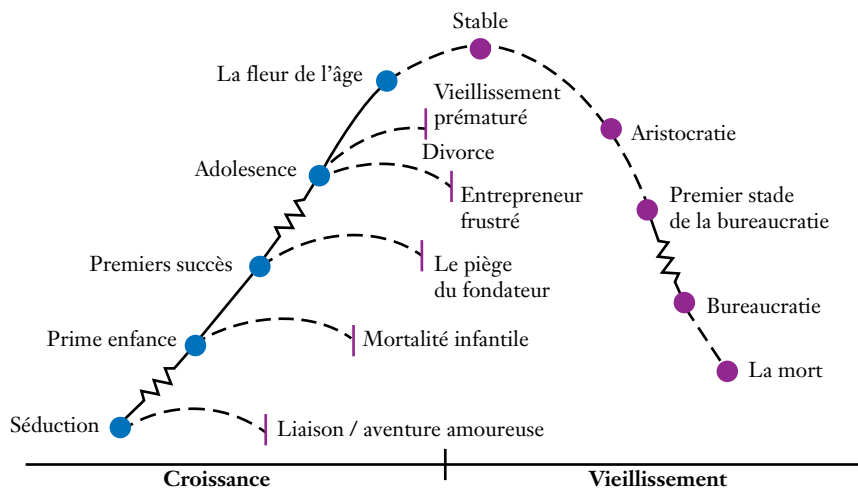 Stable
La fleur de l’âge
Vieillissement
prématuré
Aristocratie
Divorce
Adolesence
Entrepreneur
frustré
Premier stade
de la bureaucratie
Premiers succès
Le piège
du fondateur
Bureaucratie
Prime enfance
Mortalité infantile
La mort
Séduction
Liaison / aventure amoureuse
Croissance
Vieillissement